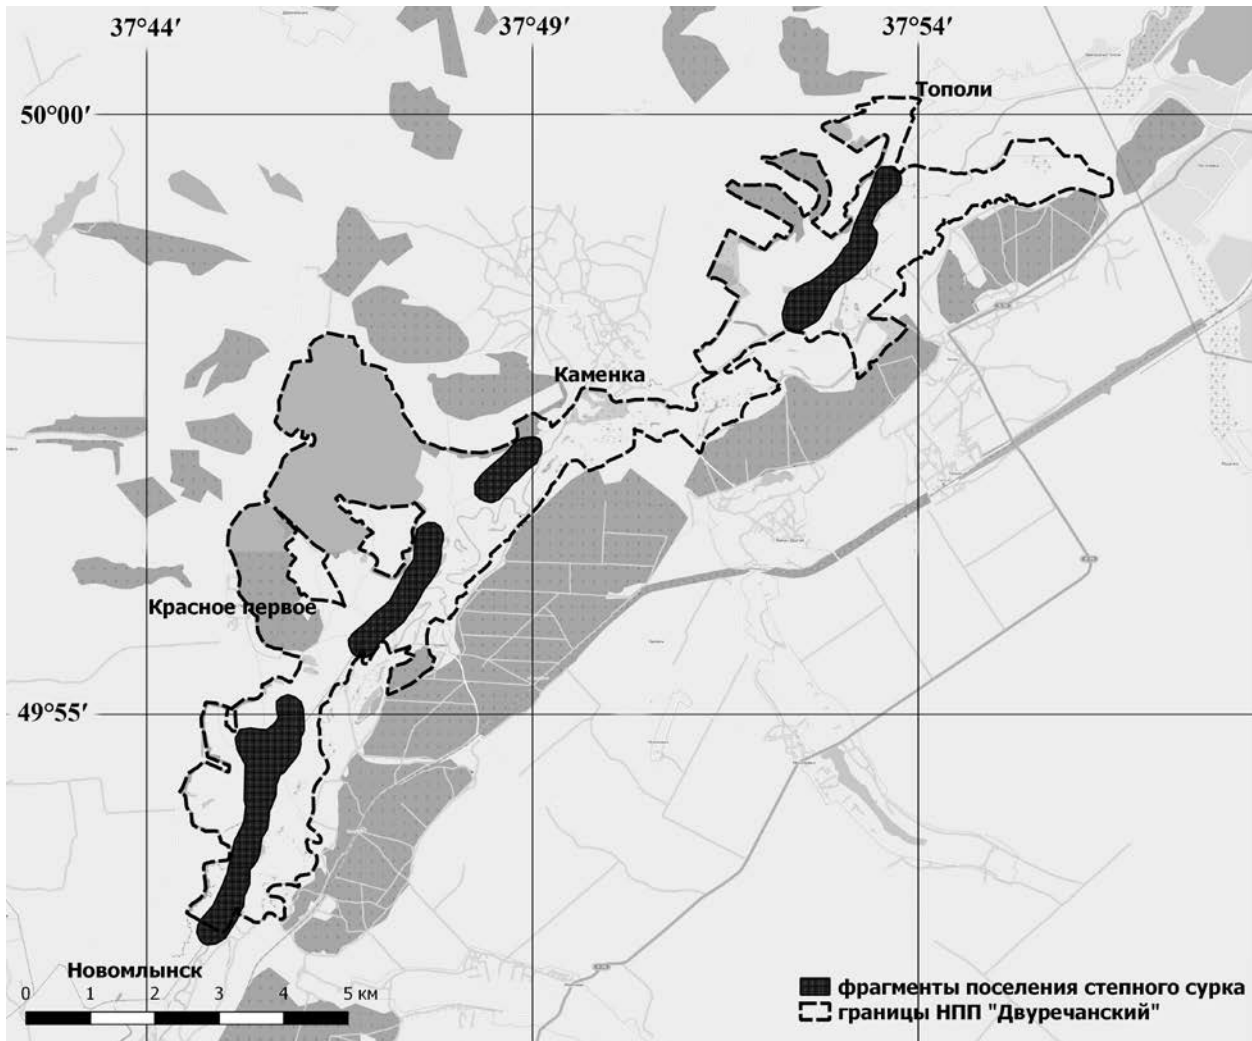 37°44′ 37°49′ 37°54′
Тополи
50°00′
Каменка
Красное первое
49°55′
Новомлынск
0 1 2 3 4 5 км
фрагменты поселения степного сурка
границы НПП "Двуречанский"